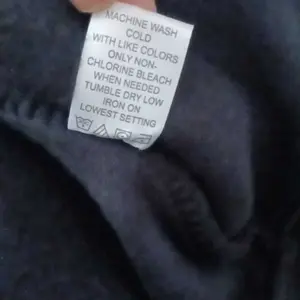 MACHINE WASH
COLD
WITH LIKE COLORS
ONLY NON-
CHLORINE BLEACH
WHEN NEEDED
TUMBLE DRY LOW
IRON ON
LOWEST SETTING